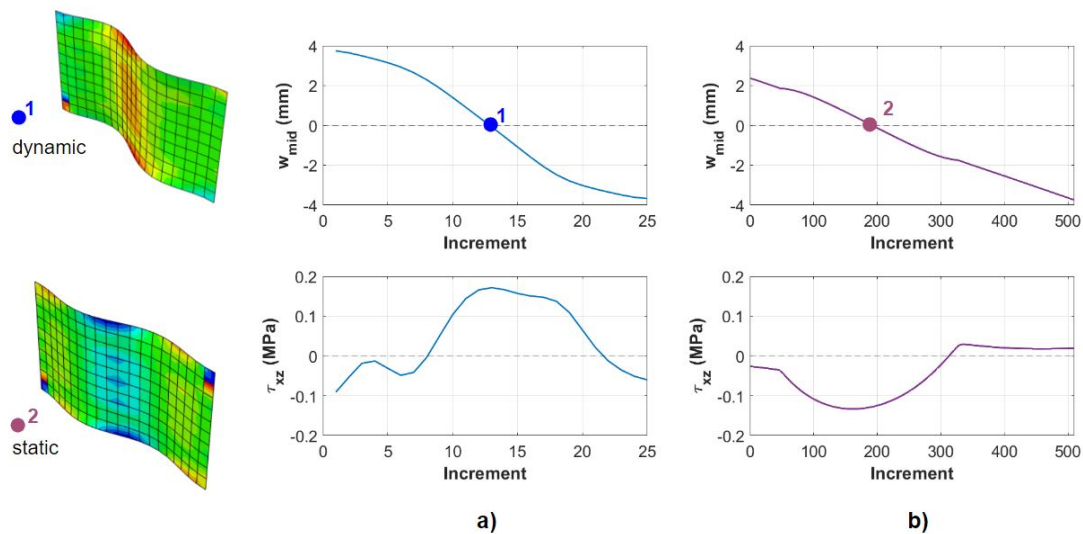 1
dynamic
2
static
4
2
0
-2
-4
w_mid (mm)
1
0 5 10 15 20 25
Increment
4
2
0
-2
-4
w_mid (mm)
2
0 100 200 300 400 500
Increment
0.2
0.1
0
-0.1
-0.2
τ_xz (MPa)
0 5 10 15 20 25
Increment
0.2
0.1
0
-0.1
-0.2
τ_xz (MPa)
0 100 200 300 400 500
Increment
a)
b)